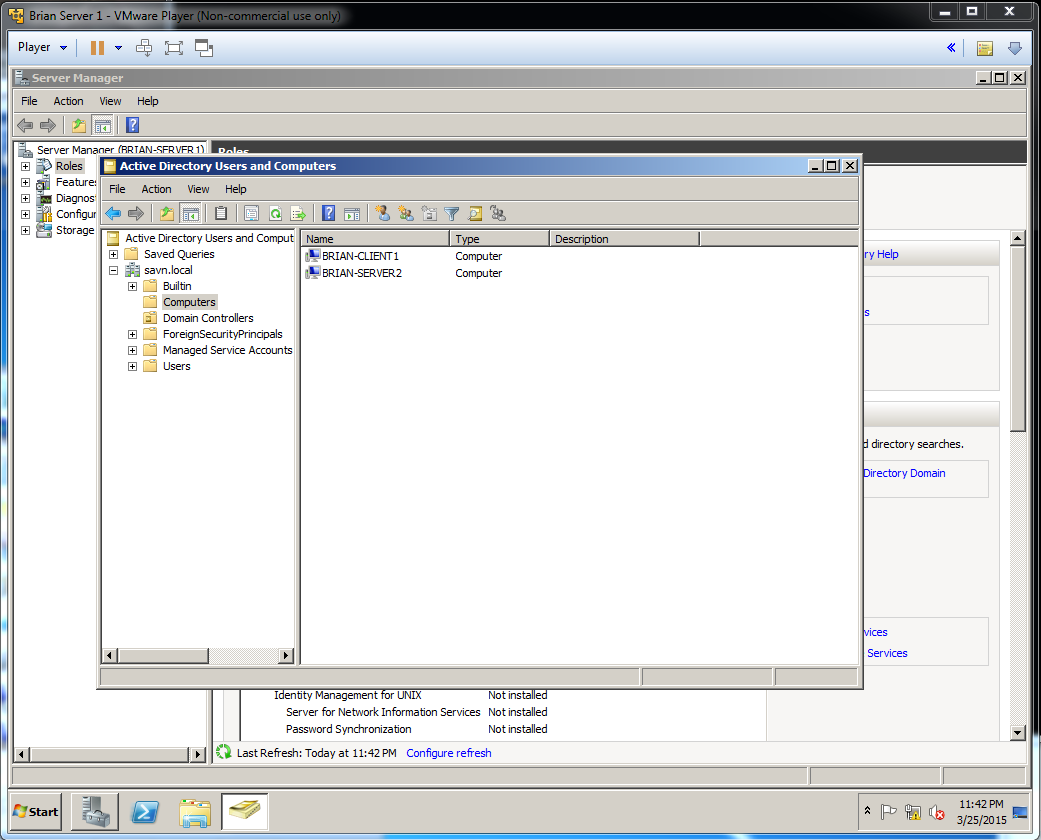 Brian Server 1 - VMware Player (Non-commercial use only)
Player
Server Manager
File Action View Help
Server Manager (BRIAN-SERVER1)
Roles
Features
Diagnos
Configur
Storage
Roles
Active Directory Users and Computers
File Action View Help
Active Directory Users and Comput
Saved Queries
savn.local
Builtin
Computers
Domain Controllers
ForeignSecurityPrincipals
Managed Service Accounts
Users
Name Type Description
BRIAN-CLIENT1 Computer
BRIAN-SERVER2 Computer
ry Help
s
d directory searches.
Directory Domain
vices
Services
Identity Management for UNIX Not installed
Server for Network Information Services Not installed
Password Synchronization Not installed
Last Refresh: Today at 11:42 PM Configure refresh
Start
11:42 PM
3/25/2015